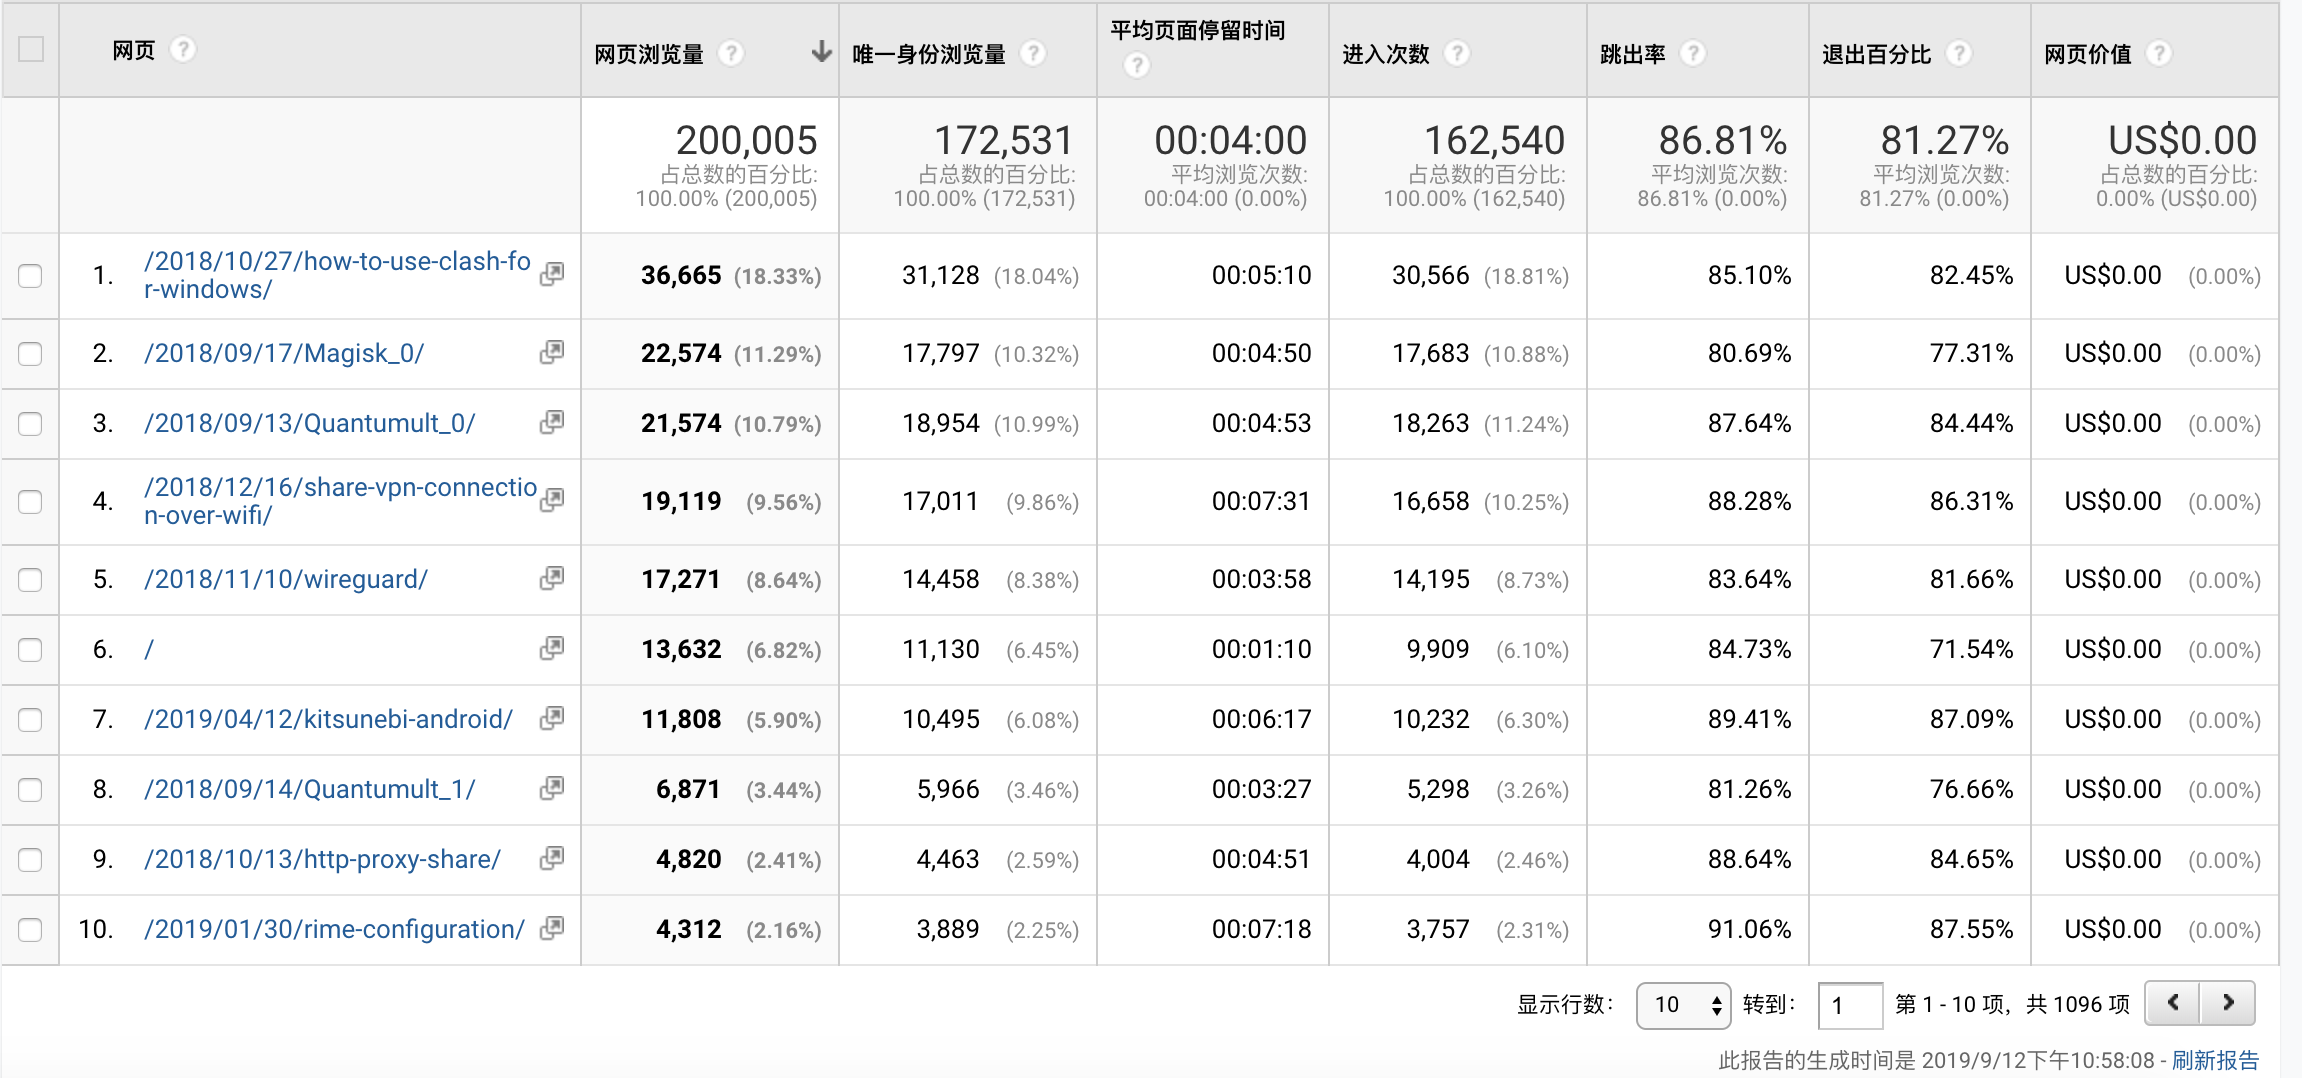 网页 网页浏览量 唯一身份浏览量 平均页面停留时间 进入次数 跳出率 退出百分比 网页价值
200,005 172,531 00:04:00 162,540 86.81% 81.27% US$0.00
占总数的百分比: 占总数的百分比: 平均浏览次数: 占总数的百分比: 平均浏览次数: 平均浏览次数: 占总数的百分比:
100.00% (200,005) 100.00% (172,531) 00:04:00 (0.00%) 100.00% (162,540) 86.81% (0.00%) 81.27% (0.00%) 0.00% (US$0.00)
1. /2018/10/27/how-to-use-clash-fo
r-windows/ 36,665 (18.33%) 31,128 (18.04%) 00:05:10 30,566 (18.81%) 85.10% 82.45% US$0.00 (0.00%)
2. /2018/09/17/Magisk_0/ 22,574 (11.29%) 17,797 (10.32%) 00:04:50 17,683 (10.88%) 80.69% 77.31% US$0.00 (0.00%)
3. /2018/09/13/Quantumult_0/ 21,574 (10.79%) 18,954 (10.99%) 00:04:53 18,263 (11.24%) 87.64% 84.44% US$0.00 (0.00%)
4. /2018/12/16/share-vpn-connectio
n-over-wifi/ 19,119 (9.56%) 17,011 (9.86%) 00:07:31 16,658 (10.25%) 88.28% 86.31% US$0.00 (0.00%)
5. /2018/11/10/wireguard/ 17,271 (8.64%) 14,458 (8.38%) 00:03:58 14,195 (8.73%) 83.64% 81.66% US$0.00 (0.00%)
6. / 13,632 (6.82%) 11,130 (6.45%) 00:01:10 9,909 (6.10%) 84.73% 71.54% US$0.00 (0.00%)
7. /2019/04/12/kitsunebi-android/ 11,808 (5.90%) 10,495 (6.08%) 00:06:17 10,232 (6.30%) 89.41% 87.09% US$0.00 (0.00%)
8. /2018/09/14/Quantumult_1/ 6,871 (3.44%) 5,966 (3.46%) 00:03:27 5,298 (3.26%) 81.26% 76.66% US$0.00 (0.00%)
9. /2018/10/13/http-proxy-share/ 4,820 (2.41%) 4,463 (2.59%) 00:04:51 4,004 (2.46%) 88.64% 84.65% US$0.00 (0.00%)
10. /2019/01/30/rime-configuration/ 4,312 (2.16%) 3,889 (2.25%) 00:07:18 3,757 (2.31%) 91.06% 87.55% US$0.00 (0.00%)
显示行数： 10 转到： 1 第 1 - 10 项，共 1096 项
此报告的生成时间是 2019/9/12下午10:58:08 - 刷新报告